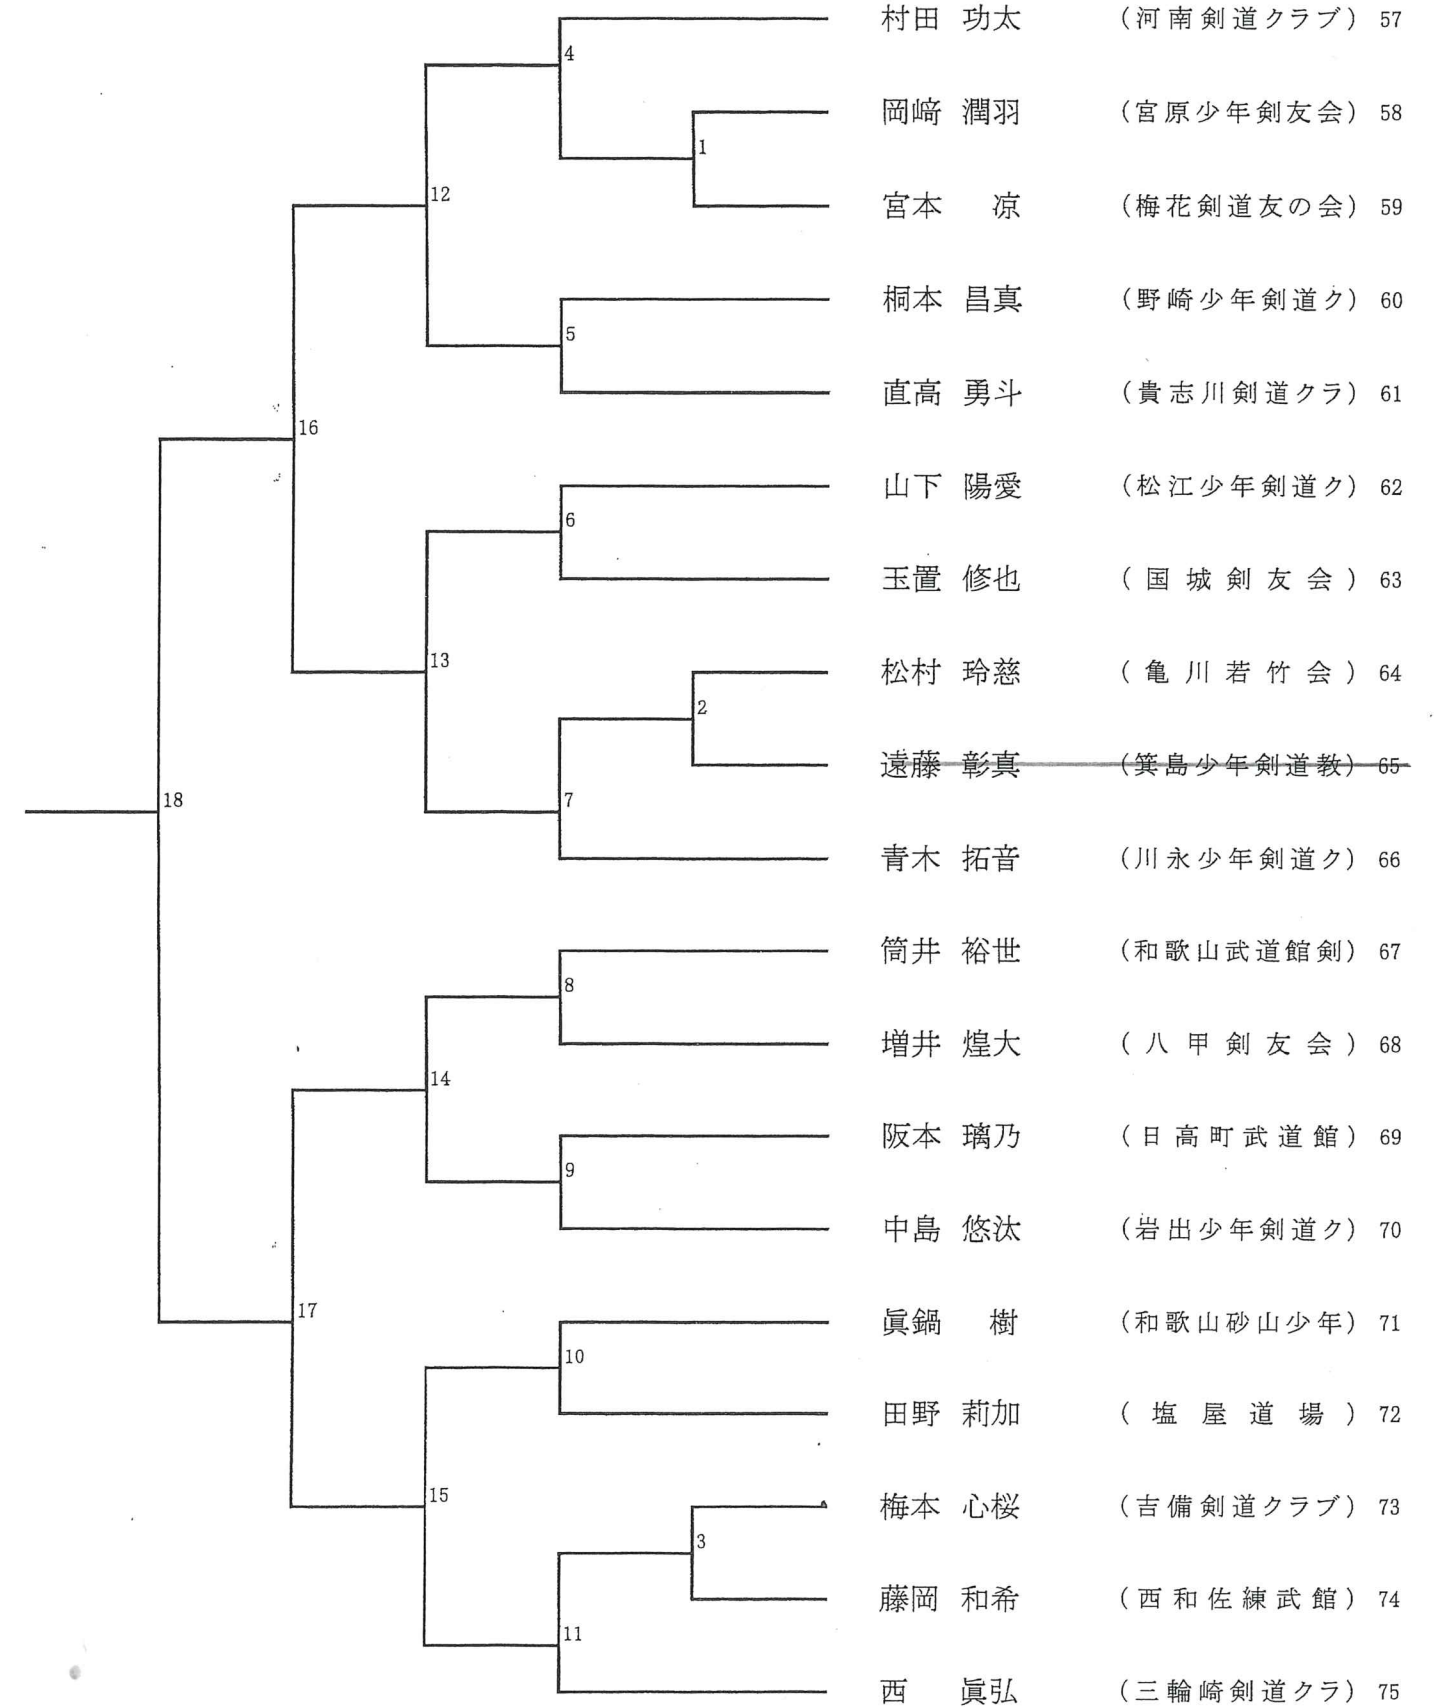 村田 功太 (河南剣道クラブ) 57
4
岡﨑 潤羽 (宮原少年剣友会) 58
1
12
宮本 凉 (梅花剣道友の会) 59
桐本 昌真 (野崎少年剣道ク) 60
5
直高 勇斗 (貴志川剣道クラ) 61
16
山下 陽愛 (松江少年剣道ク) 62
6
玉置 修也 (国城剣友会) 63
13
松村 玲慈 (亀川若竹会) 64
2
遠藤 彰真 (箕島少年剣道教) 65
18
7
青木 拓音 (川永少年剣道ク) 66
筒井 裕世 (和歌山武道館剣) 67
8
増井 煌大 (八甲剣友会) 68
14
阪本 璃乃 (日高町武道館) 69
9
中島 悠汰 (岩出少年剣道ク) 70
17
眞鍋 樹 (和歌山砂山少年) 71
10
田野 莉加 (塩屋道場) 72
15
梅本 心桜 (吉備剣道クラブ) 73
3
藤岡 和希 (西和佐練武館) 74
11
西 眞弘 (三輪崎剣道クラ) 75